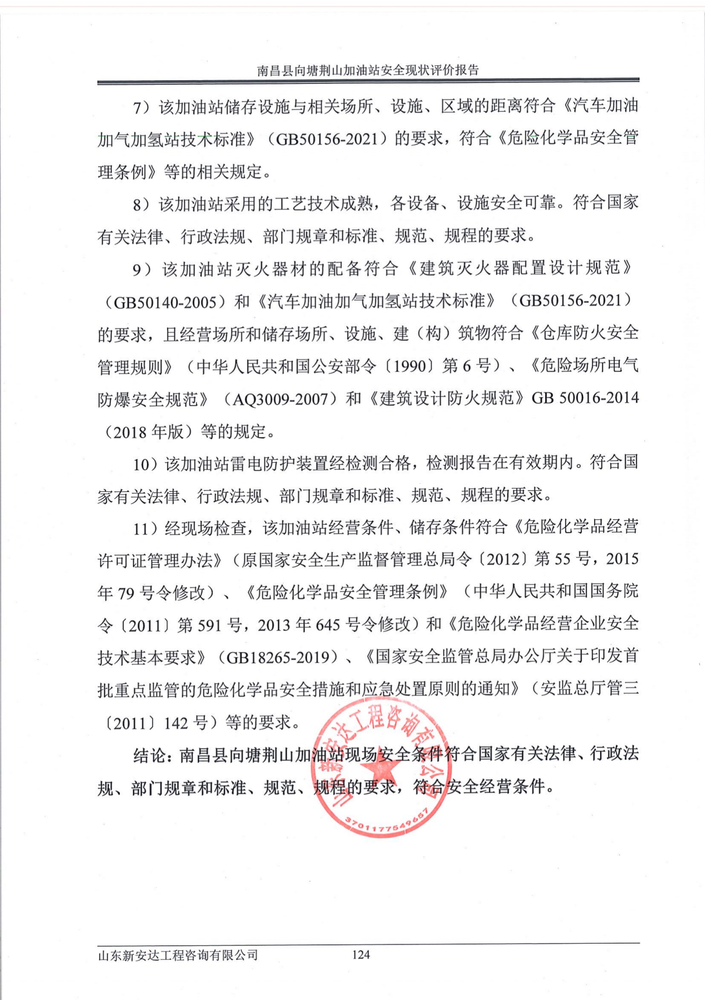 南昌县向塘荆山加油站安全现状评价报告
7）该加油站储存设施与相关场所、设施、区域的距离符合《汽车加油
加气加氢站技术标准》（GB50156-2021）的要求，符合《危险化学品安全管
理条例》等的相关规定。
8）该加油站采用的工艺技术成熟，各设备、设施安全可靠。符合国家
有关法律、行政法规、部门规章和标准、规范、规程的要求。
9）该加油站灭火器材的配备符合《建筑灭火器配置设计规范》
（GB50140-2005）和《汽车加油加气加氢站技术标准》（GB50156-2021）
的要求，且经营场所和储存场所、设施、建（构）筑物符合《仓库防火安全
管理规则》（中华人民共和国公安部令〔1990〕第 6 号）、《危险场所电气
防爆安全规范》（AQ3009-2007）和《建筑设计防火规范》GB 50016-2014
（2018 年版）等的规定。
10）该加油站雷电防护装置经检测合格，检测报告在有效期内。符合国
家有关法律、行政法规、部门规章和标准、规范、规程的要求。
11）经现场检查，该加油站经营条件、储存条件符合《危险化学品经营
许可证管理办法》（原国家安全生产监督管理总局令〔2012〕第 55 号，2015
年 79 号令修改）、《危险化学品安全管理条例》（中华人民共和国国务院
令〔2011〕第 591 号，2013 年 645 号令修改）和《危险化学品经营企业安全
技术基本要求》（GB18265-2019）、《国家安全监管总局办公厅关于印发首
批重点监管的危险化学品安全措施和应急处置原则的通知》（安监总厅管三
〔2011〕142 号）等的要求。
结论：南昌县向塘荆山加油站现场安全条件符合国家有关法律、行政法
规、部门规章和标准、规范、规程的要求，符合安全经营条件。
山东新安达工程咨询有限公司
3701177549657
山东新安达工程咨询有限公司
124